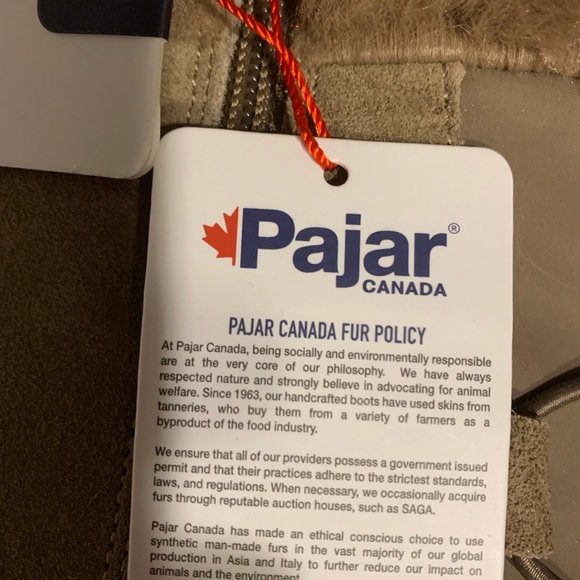 Pajar®
CANADA
PAJAR CANADA FUR POLICY
At Pajar Canada, being socially and environmentally responsible
are at the very core of our philosophy. We have always
respected nature and strongly believe in advocating for animal
welfare. Since 1963, our handcrafted boots have used skins from
tanneries, who buy them from a variety of farmers as a
byproduct of the food industry.
We ensure that all of our providers possess a government issued
permit and that their practices adhere to the strictest standards,
laws, and regulations. When necessary, we occasionally acquire
furs through reputable auction houses, such as SAGA.
Pajar Canada has made an ethical conscious choice to use
synthetic man-made furs in the vast majority of our global
production in Asia and Italy to further reduce our impact on
animals and the environment